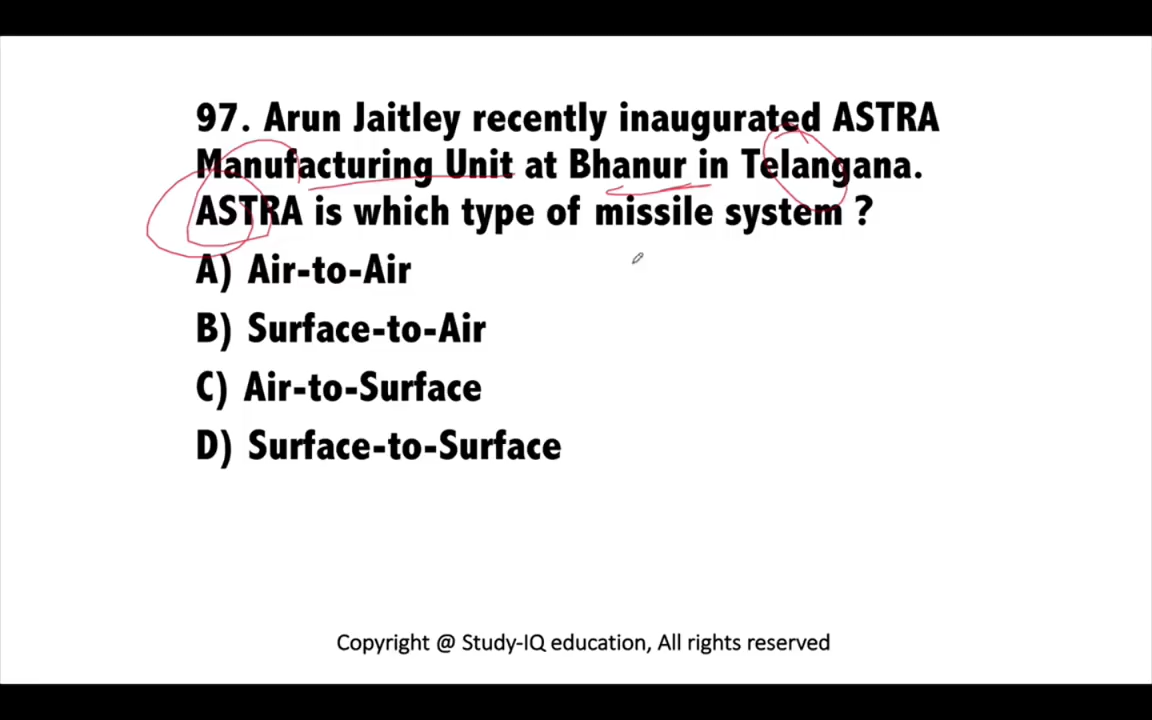 97. Arun Jaitley recently inaugurated ASTRA
Manufacturing Unit at Bhanur in Telangana.
ASTRA is which type of missile system ?
A) Air-to-Air
B) Surface-to-Air
C) Air-to-Surface
D) Surface-to-Surface
Copyright @ Study-IQ education, All rights reserved